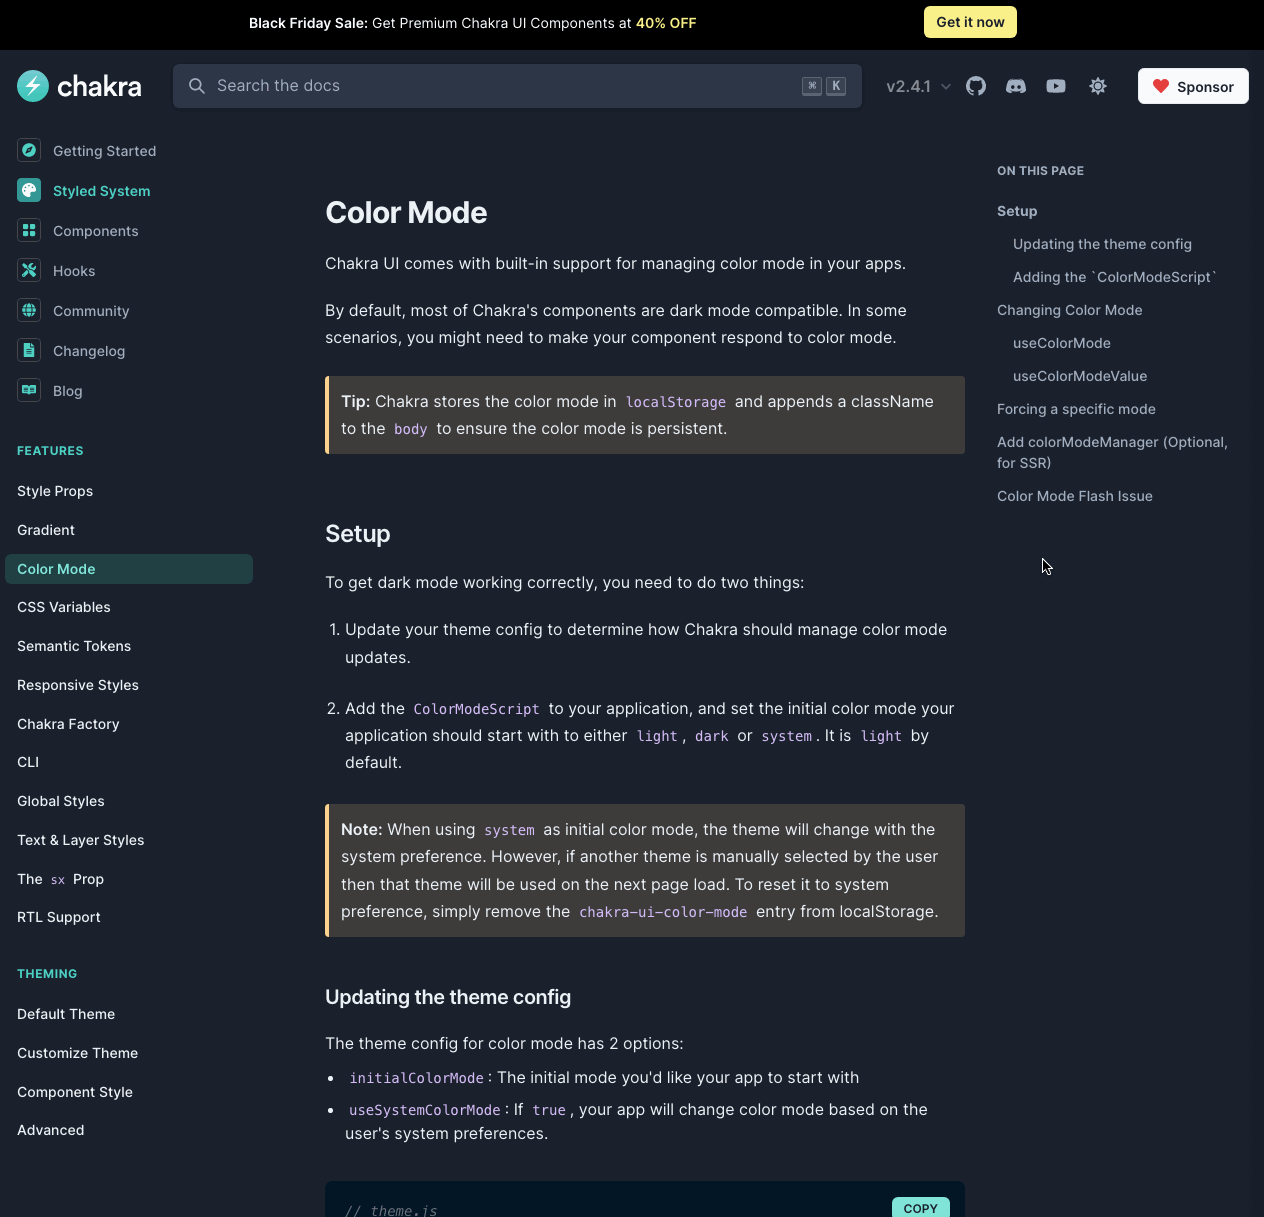 Black Friday Sale: Get Premium Chakra UI Components at 40% OFF
Get it now
chakra
Search the docs
⌘ K
v2.4.1
Sponsor
Getting Started
Styled System
Components
Hooks
Community
Changelog
Blog
FEATURES
Style Props
Gradient
Color Mode
CSS Variables
Semantic Tokens
Responsive Styles
Chakra Factory
CLI
Global Styles
Text & Layer Styles
The sx Prop
RTL Support
THEMING
Default Theme
Customize Theme
Component Style
Advanced
Color Mode
Chakra UI comes with built-in support for managing color mode in your apps.
By default, most of Chakra's components are dark mode compatible. In some
scenarios, you might need to make your component respond to color mode.
Tip: Chakra stores the color mode in localStorage and appends a className
to the body to ensure the color mode is persistent.
Setup
To get dark mode working correctly, you need to do two things:
1. Update your theme config to determine how Chakra should manage color mode
updates.
2. Add the ColorModeScript to your application, and set the initial color mode your
application should start with to either light, dark or system. It is light by
default.
Note: When using system as initial color mode, the theme will change with the
system preference. However, if another theme is manually selected by the user
then that theme will be used on the next page load. To reset it to system
preference, simply remove the chakra-ui-color-mode entry from localStorage.
Updating the theme config
The theme config for color mode has 2 options:
• initialColorMode: The initial mode you'd like your app to start with
• useSystemColorMode: If true, your app will change color mode based on the
user's system preferences.
// theme.js
COPY
ON THIS PAGE
Setup
Updating the theme config
Adding the `ColorModeScript`
Changing Color Mode
useColorMode
useColorModeValue
Forcing a specific mode
Add colorModeManager (Optional,
for SSR)
Color Mode Flash Issue